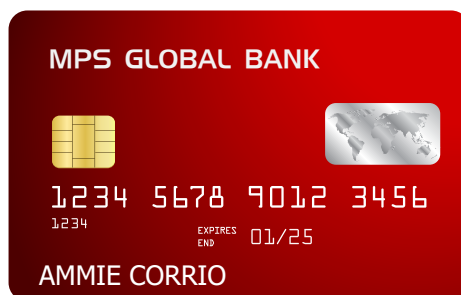 MPS GLOBAL BANK
1234 5678 9012 3456
1234
EXPIRES END 01/25
AMMIE CORRIO